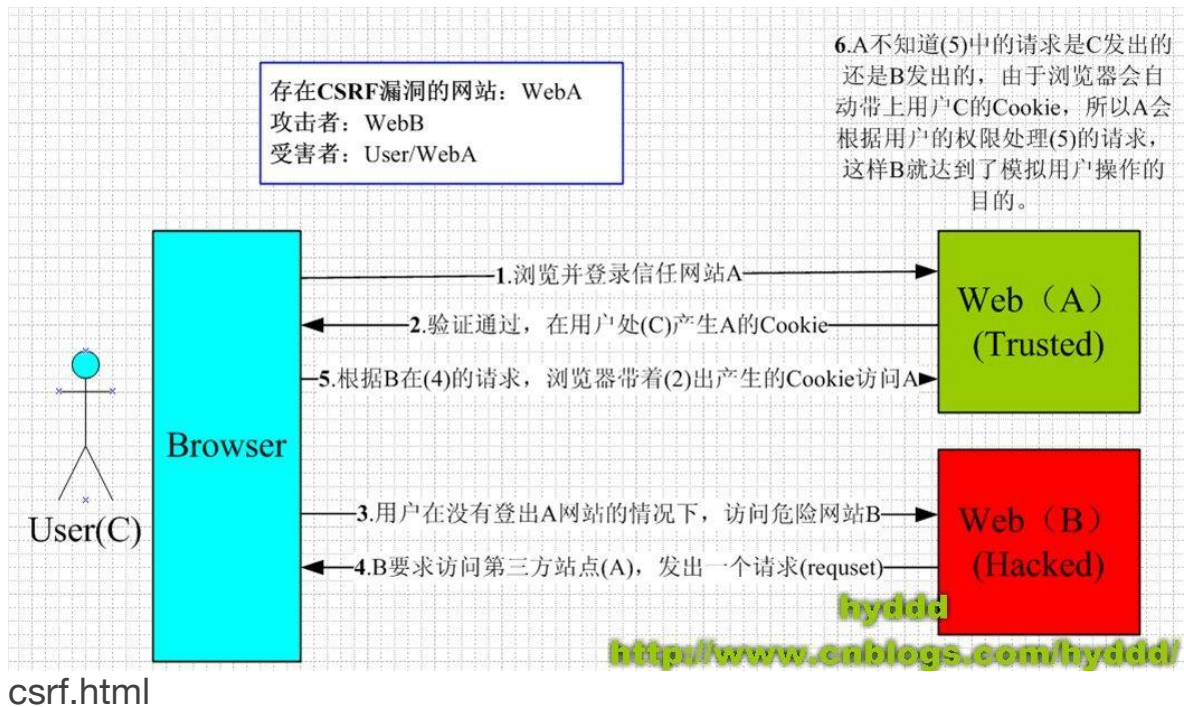 6.A不知道(5)中的请求是C发出的
还是B发出的，由于浏览器会自
动带上用户C的Cookie，所以A会
根据用户的权限处理(5)的请求，
这样B就达到了模拟用户操作的
目的。
存在CSRF漏洞的网站：WebA
攻击者：WebB
受害者：User/WebA
1.浏览并登录信任网站A
2.验证通过，在用户处(C)产生A的Cookie
5.根据B在(4)的请求，浏览器带着(2)出产生的Cookie访问A
Web（A）
(Trusted)
Browser
User(C)
3.用户在没有登出A网站的情况下，访问危险网站B
4.B要求访问第三方站点(A)，发出一个请求(requset)
Web（B）
(Hacked)
hyddd
http://www.cnblogs.com/hyddd/
csrf.html